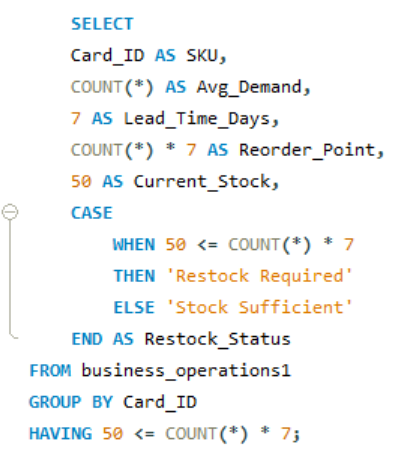 SELECT
Card_ID AS SKU,
COUNT(*) AS Avg_Demand,
7 AS Lead_Time_Days,
COUNT(*) * 7 AS Reorder_Point,
50 AS Current_Stock,
CASE
WHEN 50 <= COUNT(*) * 7
THEN 'Restock Required'
ELSE 'Stock Sufficient'
END AS Restock_Status
FROM business_operations1
GROUP BY Card_ID
HAVING 50 <= COUNT(*) * 7;